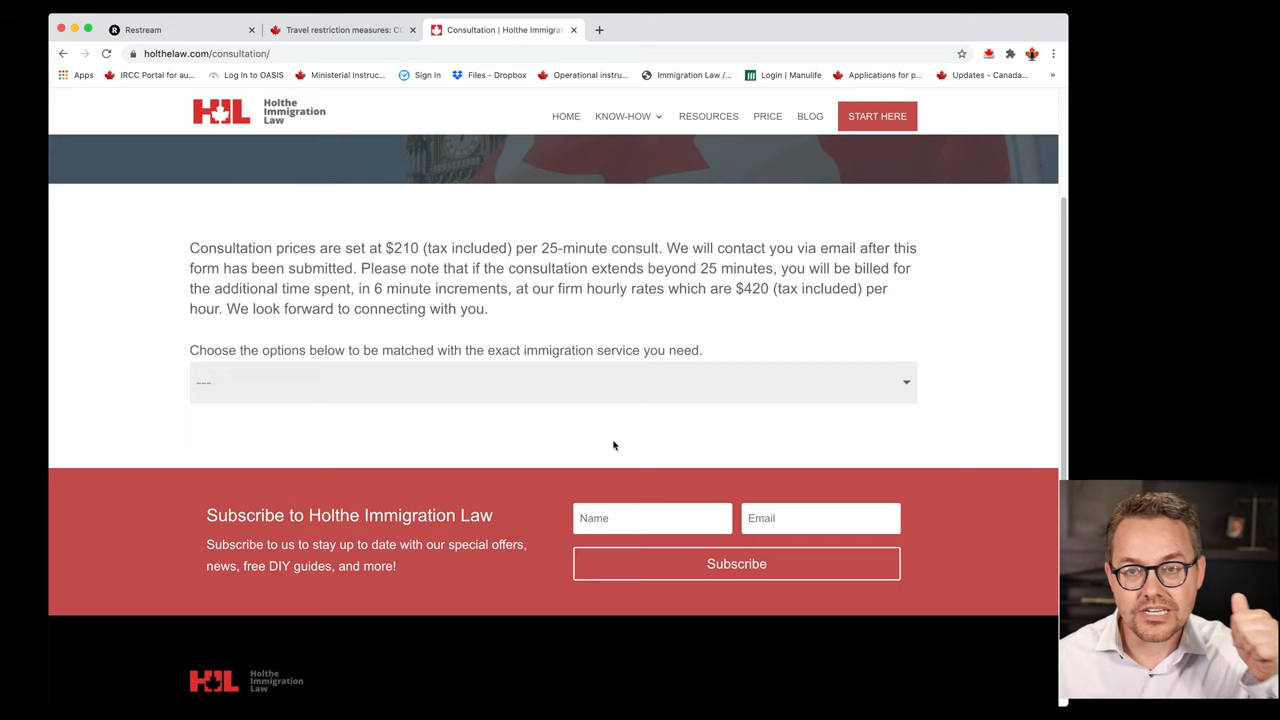 Restream
Travel restriction measures: CC
Consultation | Holthe Immigrat
holthelaw.com/consultation/
Apps
IRCC Portal for au...
Log In to OASIS
Ministerial Instruc...
Sign In
Files - Dropbox
Operational instru...
Immigration Law /...
Login | Manulife
Applications for p...
Updates - Canada...
»
HIL
Holthe
Immigration
Law
HOME
KNOW-HOW
RESOURCES
PRICE
BLOG
START HERE
Consultation prices are set at $210 (tax included) per 25-minute consult. We will contact you via email after this
form has been submitted. Please note that if the consultation extends beyond 25 minutes, you will be billed for
the additional time spent, in 6 minute increments, at our firm hourly rates which are $420 (tax included) per
hour. We look forward to connecting with you.
Choose the options below to be matched with the exact immigration service you need.
---
Subscribe to Holthe Immigration Law
Subscribe to us to stay up to date with our special offers,
news, free DIY guides, and more!
Name
Email
Subscribe
HIL
Holthe
Immigration
Law